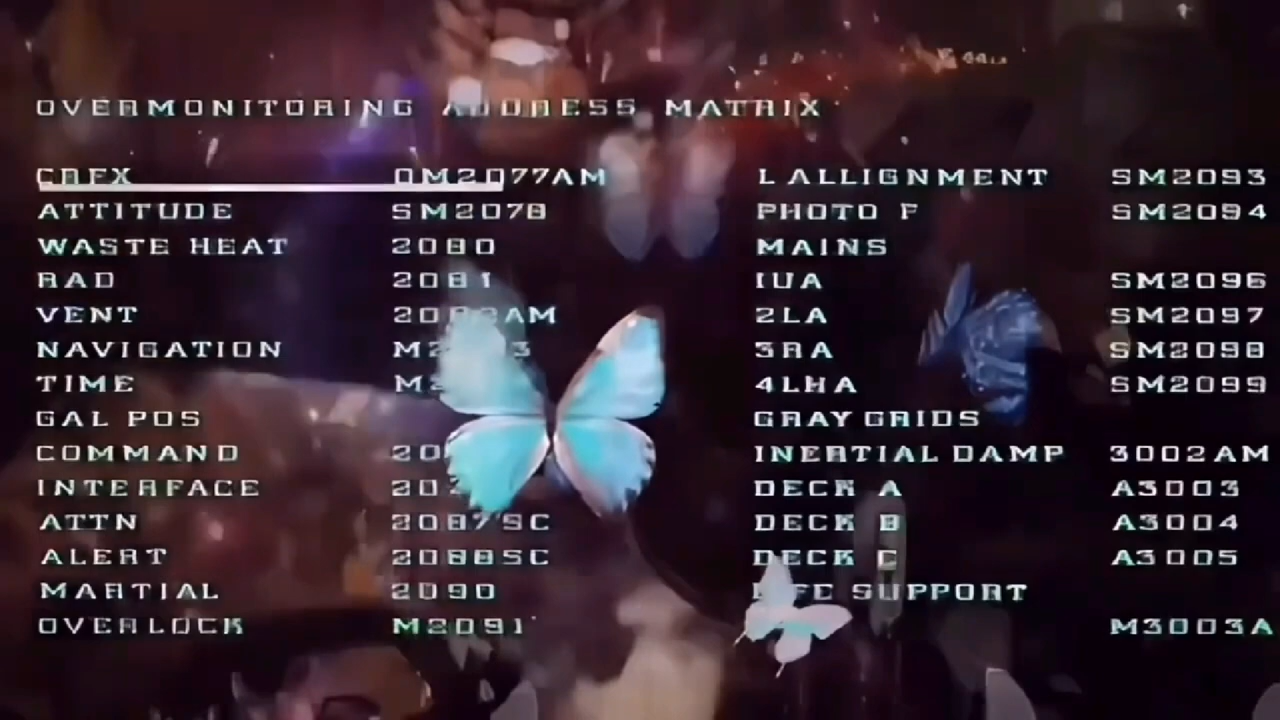 OVERMONITORING ADDRESS MATRIX
CREX OM2077AM L ALLIGNMENT SM2093
ATTITUDE SM2078 PHOTO F SM2094
WASTE HEAT 2080 MAINS
RAD 2081 1UA SM2096
VENT 2LA SM2097
NAVIGATION 3RA SM2098
TIME 4LHA SM2099
GAL POS GRAY GRIDS
COMMAND INERTIAL DAMP 3002AM
INTERFACE DECK A A3003
ATTN 2087SC DECK B A3004
ALERT 2088SC DECK C A3005
MARTIAL 2090 LIFE SUPPORT
OVERLOCK M2091 M3003A